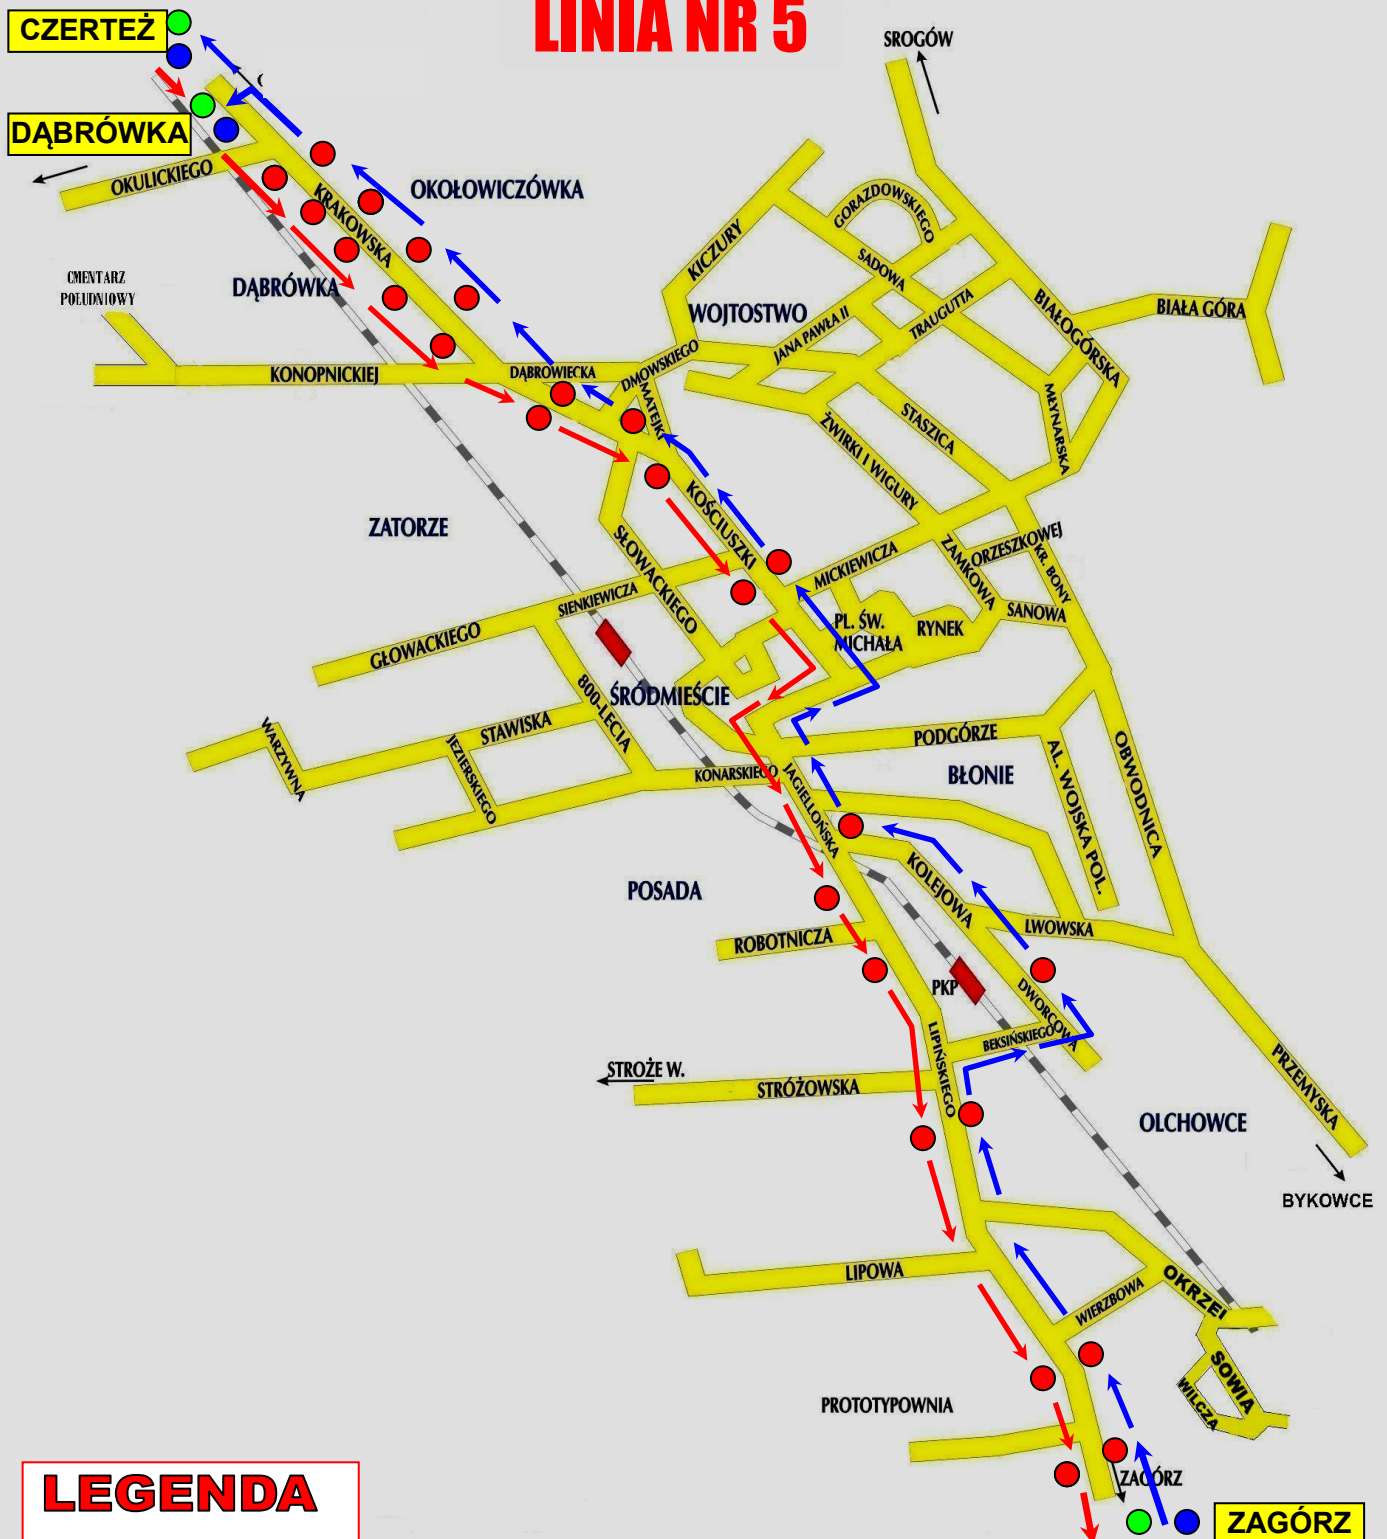 LINIA NR 5
CZERTEŻ
SROGÓW
DĄBRÓWKA
OKULICKIEGO
OKOŁOWICZÓWKA
KRAKOWSKA
GORAZDOWSKIEGO
KICZURY
SADOWA
CMENTARZ
POŁUDNIOWY
DĄBRÓWKA
WOJTOSTWO
JANA PAWŁA II
TRAUGUTTA
BIAŁOGÓRSKA
BIAŁA GÓRA
KONOPNICKIEJ
DĄBROWIECKA
DMOWSKIEGO
MATEJKI
MŁYNARSKA
STASZICA
ŻWIRKI I WIGURY
KOŚCIUSZKI
ZATORZE
SŁOWACKIEGO
MICKIEWICZA
ZAMKOWA
ORZESZKOWEJ
KR. BONY
SIENKIEWICZA
SANOWA
PL. ŚW.
MICHAŁA
RYNEK
GŁOWACKIEGO
ŚRÓDMIEŚCIE
800-LECIA
STAWISKA
WARZYWNA
JEZIERSKIEGO
KONARSKIEGO
JAGIELLOŃSKA
PODGÓRZE
BŁONIE
AL. WOJSKA POL.
OBWODNICA
POSADA
KOLEJOWA
ROBOTNICZA
LWOWSKA
PKP
DWORCOWA
LIPIŃSKIEGO
BEKSIŃSKIEGO
STROŻE W.
STRÓŻOWSKA
PRZEMYSKA
OLCHOWCE
BYKOWCE
LIPOWA
WIERZBOWA
OKRZEI
SOWIA
WILCZA
PROTOTYPOWNIA
ZAGÓRZ
LEGENDA
ZAGÓRZ